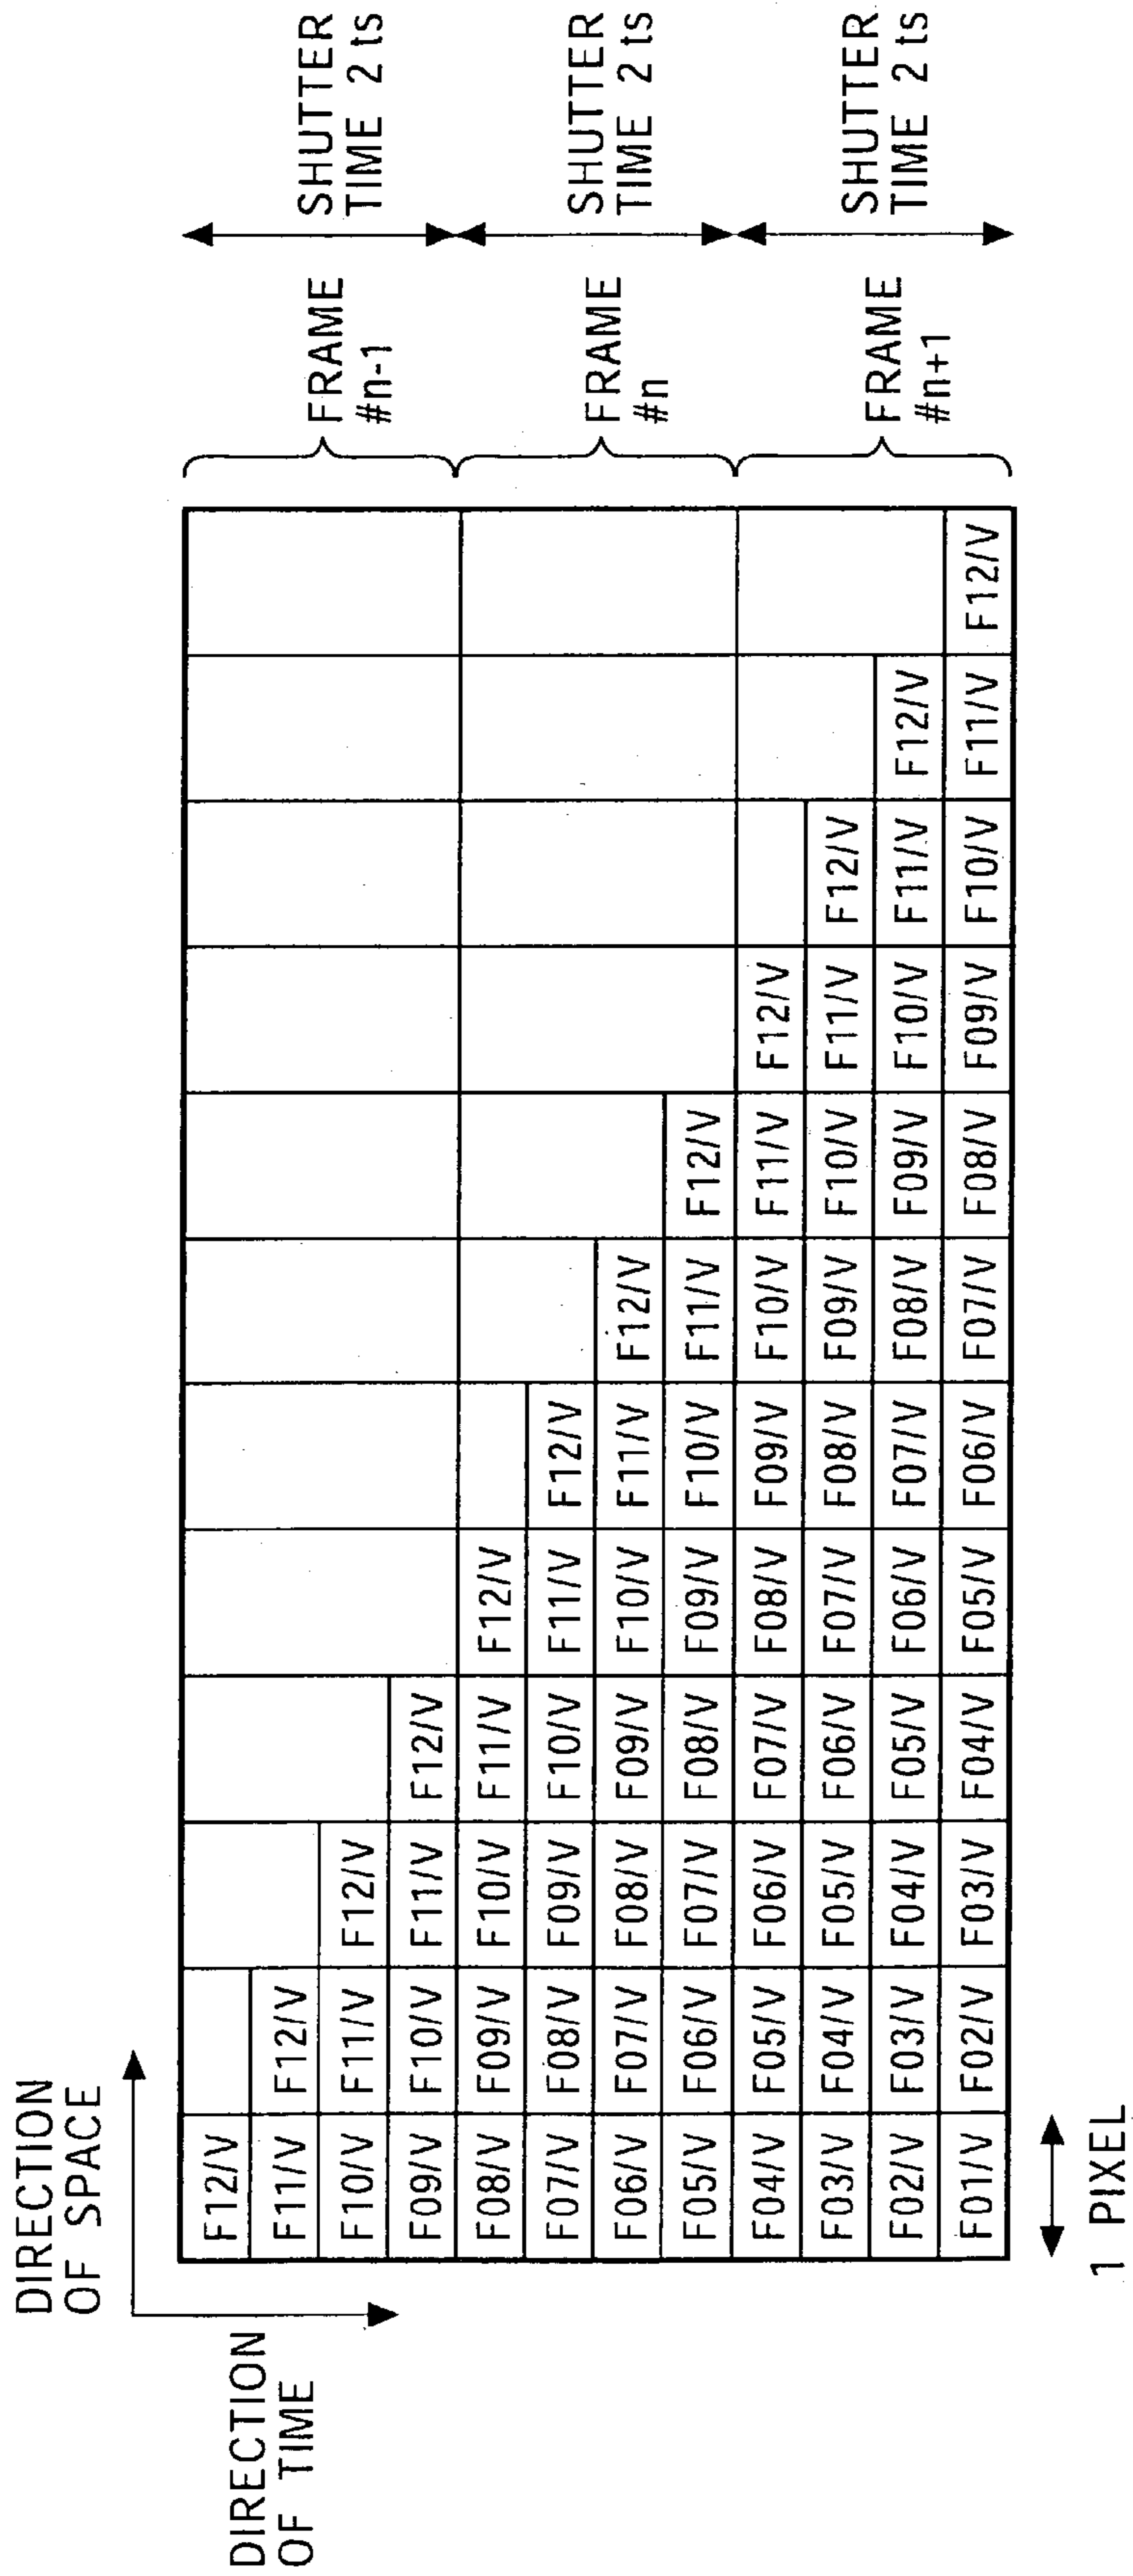 DIRECTION
OF SPACE
DIRECTION
OF TIME
F12/V
F11/V F12/V
F10/V F11/V F12/V
F09/V F10/V F11/V F12/V
F08/V F09/V F10/V F11/V F12/V
F07/V F08/V F09/V F10/V F11/V F12/V
F06/V F07/V F08/V F09/V F10/V F11/V F12/V
F05/V F06/V F07/V F08/V F09/V F10/V F11/V F12/V
F04/V F05/V F06/V F07/V F08/V F09/V F10/V F11/V F12/V
F03/V F04/V F05/V F06/V F07/V F08/V F09/V F10/V F11/V F12/V
F02/V F03/V F04/V F05/V F06/V F07/V F08/V F09/V F10/V F11/V F12/V
F01/V F02/V F03/V F04/V F05/V F06/V F07/V F08/V F09/V F10/V F11/V F12/V
FRAME
#n-1
SHUTTER
TIME 2 ts
FRAME
#n
SHUTTER
TIME 2 ts
FRAME
#n+1
SHUTTER
TIME 2 ts
1 PIXEL